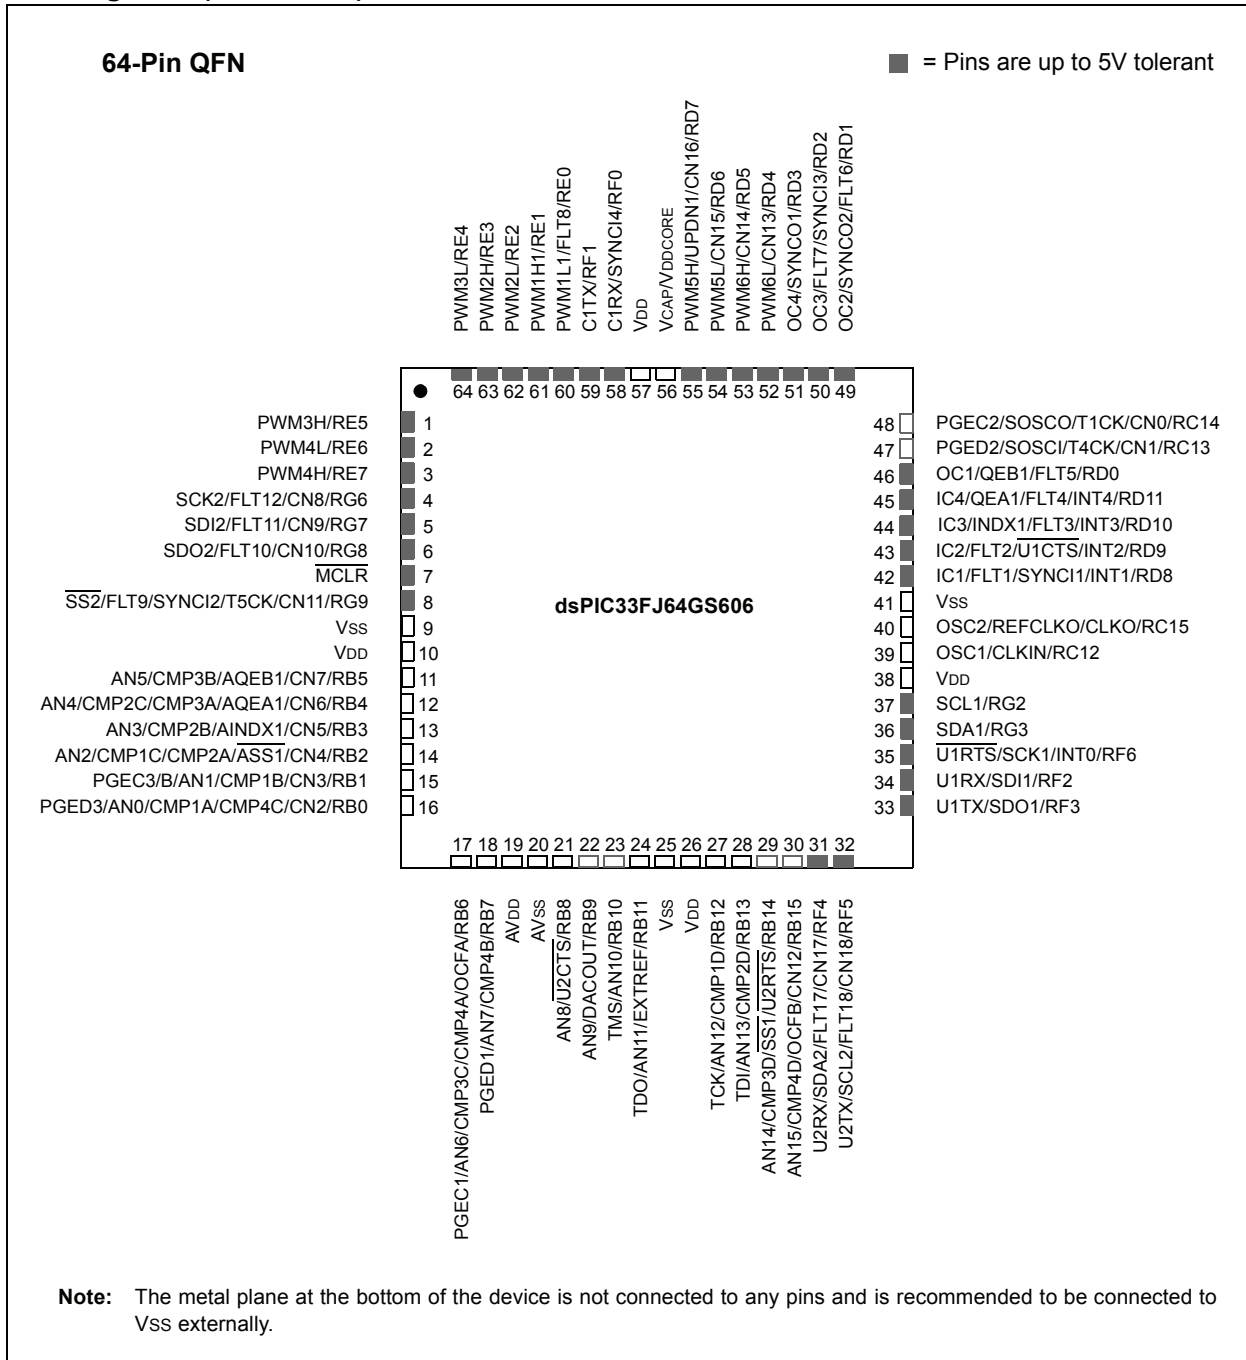 64-Pin QFN
= Pins are up to 5V tolerant
PWM3L/RE4
PWM2H/RE3
PWM2L/RE2
PWM1H1/RE1
PWM1L1/FLT8/RE0
C1TX/RF1
C1RX/SYNCI4/RF0
VDD
VCAP/VDDCORE
PWM5H/UPDN1/CN16/RD7
PWM5L/CN15/RD6
PWM6H/CN14/RD5
PWM6L/CN13/RD4
OC4/SYNCO1/RD3
OC3/FLT7/SYNCI3/RD2
OC2/SYNCO2/FLT6/RD1
64 63 62 61 60 59 58 57 56 55 54 53 52 51 50 49
PWM3H/RE5 1
PWM4L/RE6 2
PWM4H/RE7 3
SCK2/FLT12/CN8/RG6 4
SDI2/FLT11/CN9/RG7 5
SDO2/FLT10/CN10/RG8 6
MCLR 7
SS2/FLT9/SYNCI2/T5CK/CN11/RG9 8
VSS 9
VDD 10
AN5/CMP3B/AQEB1/CN7/RB5 11
AN4/CMP2C/CMP3A/AQEA1/CN6/RB4 12
AN3/CMP2B/AINDX1/CN5/RB3 13
AN2/CMP1C/CMP2A/ASS1/CN4/RB2 14
PGEC3/B/AN1/CMP1B/CN3/RB1 15
PGED3/AN0/CMP1A/CMP4C/CN2/RB0 16
dsPIC33FJ64GS606
48 PGEC2/SOSCO/T1CK/CN0/RC14
47 PGED2/SOSCI/T4CK/CN1/RC13
46 OC1/QEB1/FLT5/RD0
45 IC4/QEA1/FLT4/INT4/RD11
44 IC3/INDX1/FLT3/INT3/RD10
43 IC2/FLT2/U1CTS/INT2/RD9
42 IC1/FLT1/SYNCI1/INT1/RD8
41 VSS
40 OSC2/REFCLKO/CLKO/RC15
39 OSC1/CLKIN/RC12
38 VDD
37 SCL1/RG2
36 SDA1/RG3
35 U1RTS/SCK1/INT0/RF6
34 U1RX/SDI1/RF2
33 U1TX/SDO1/RF3
17 18 19 20 21 22 23 24 25 26 27 28 29 30 31 32
PGEC1/AN6/CMP3C/CMP4A/OCFA/RB6
PGED1/AN7/CMP4B/RB7
AVDD
AVSS
AN8/U2CTS/RB8
AN9/DACOUT/RB9
TMS/AN10/RB10
TDO/AN11/EXTREF/RB11
VSS
VDD
TCK/AN12/CMP1D/RB12
TDI/AN13/CMP2D/RB13
AN14/CMP3D/SS1/U2RTS/RB14
AN15/CMP4D/OCFB/CN12/RB15
U2RX/SDA2/FLT17/CN17/RF4
U2TX/SCL2/FLT18/CN18/RF5
Note: The metal plane at the bottom of the device is not connected to any pins and is recommended to be connected to
VSS externally.